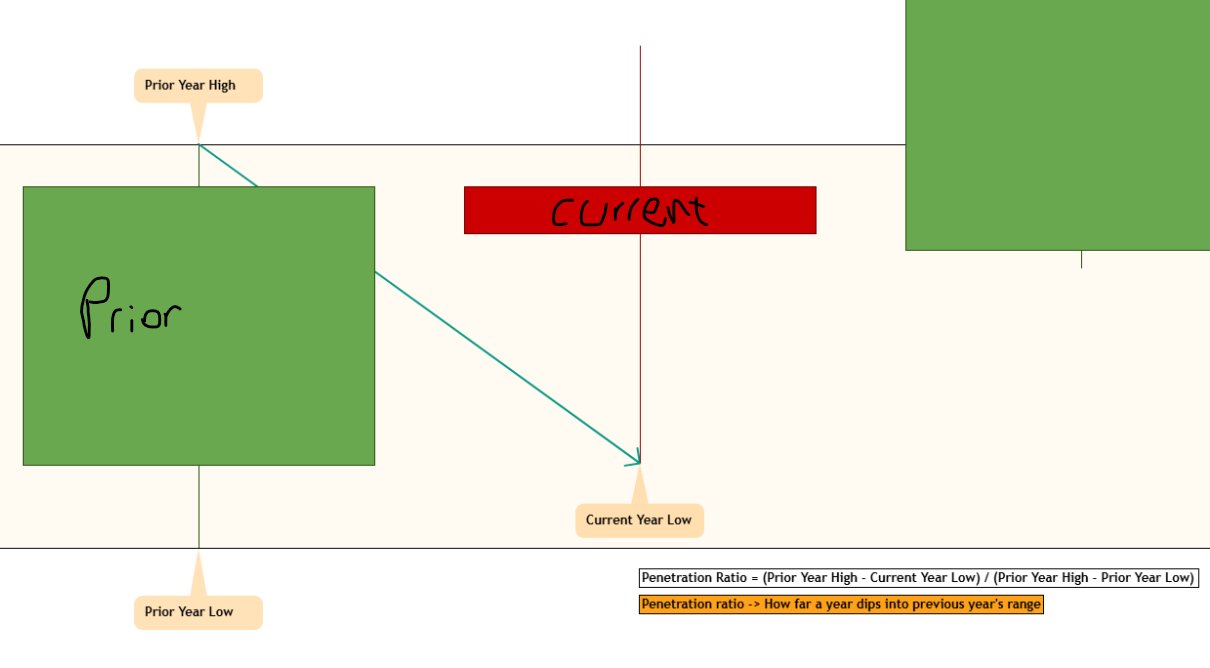 Prior Year High
Current
Prior
Current Year Low
Penetration Ratio = (Prior Year High - Current Year Low) / (Prior Year High - Prior Year Low)
Penetration ratio -> How far a year dips into previous year's range
Prior Year Low